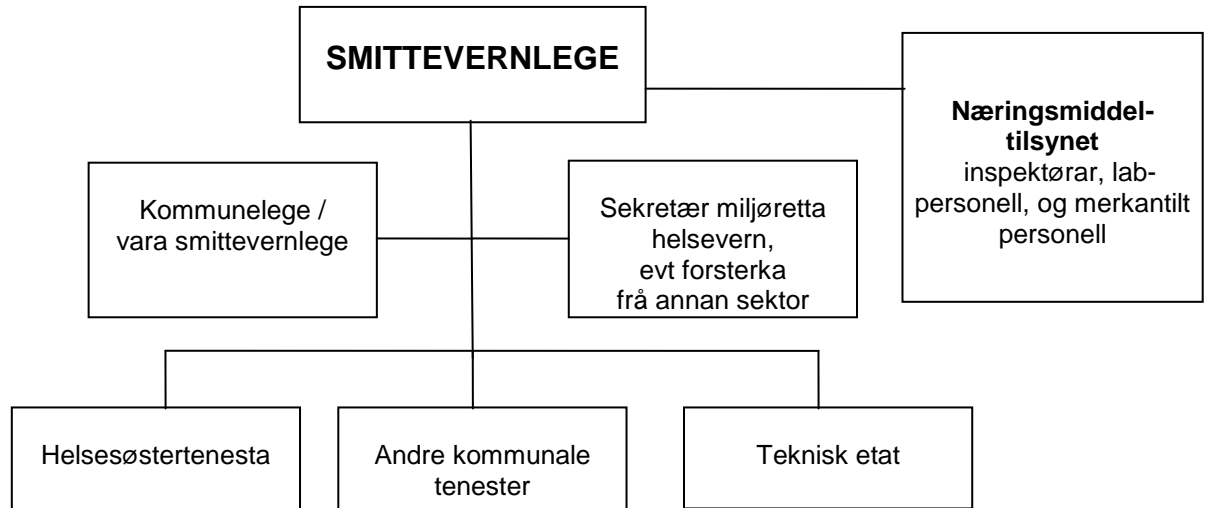 SMITTEVERNLEGE
Næringsmiddel-
tilsynet
inspektørar, lab-
personell, og merkantilt
personell
Kommunelege /
vara smittevernlege
Sekretær miljøretta
helsevern,
evt forsterka
frå annan sektor
Helsesøstertenesta
Andre kommunale
tenester
Teknisk etat